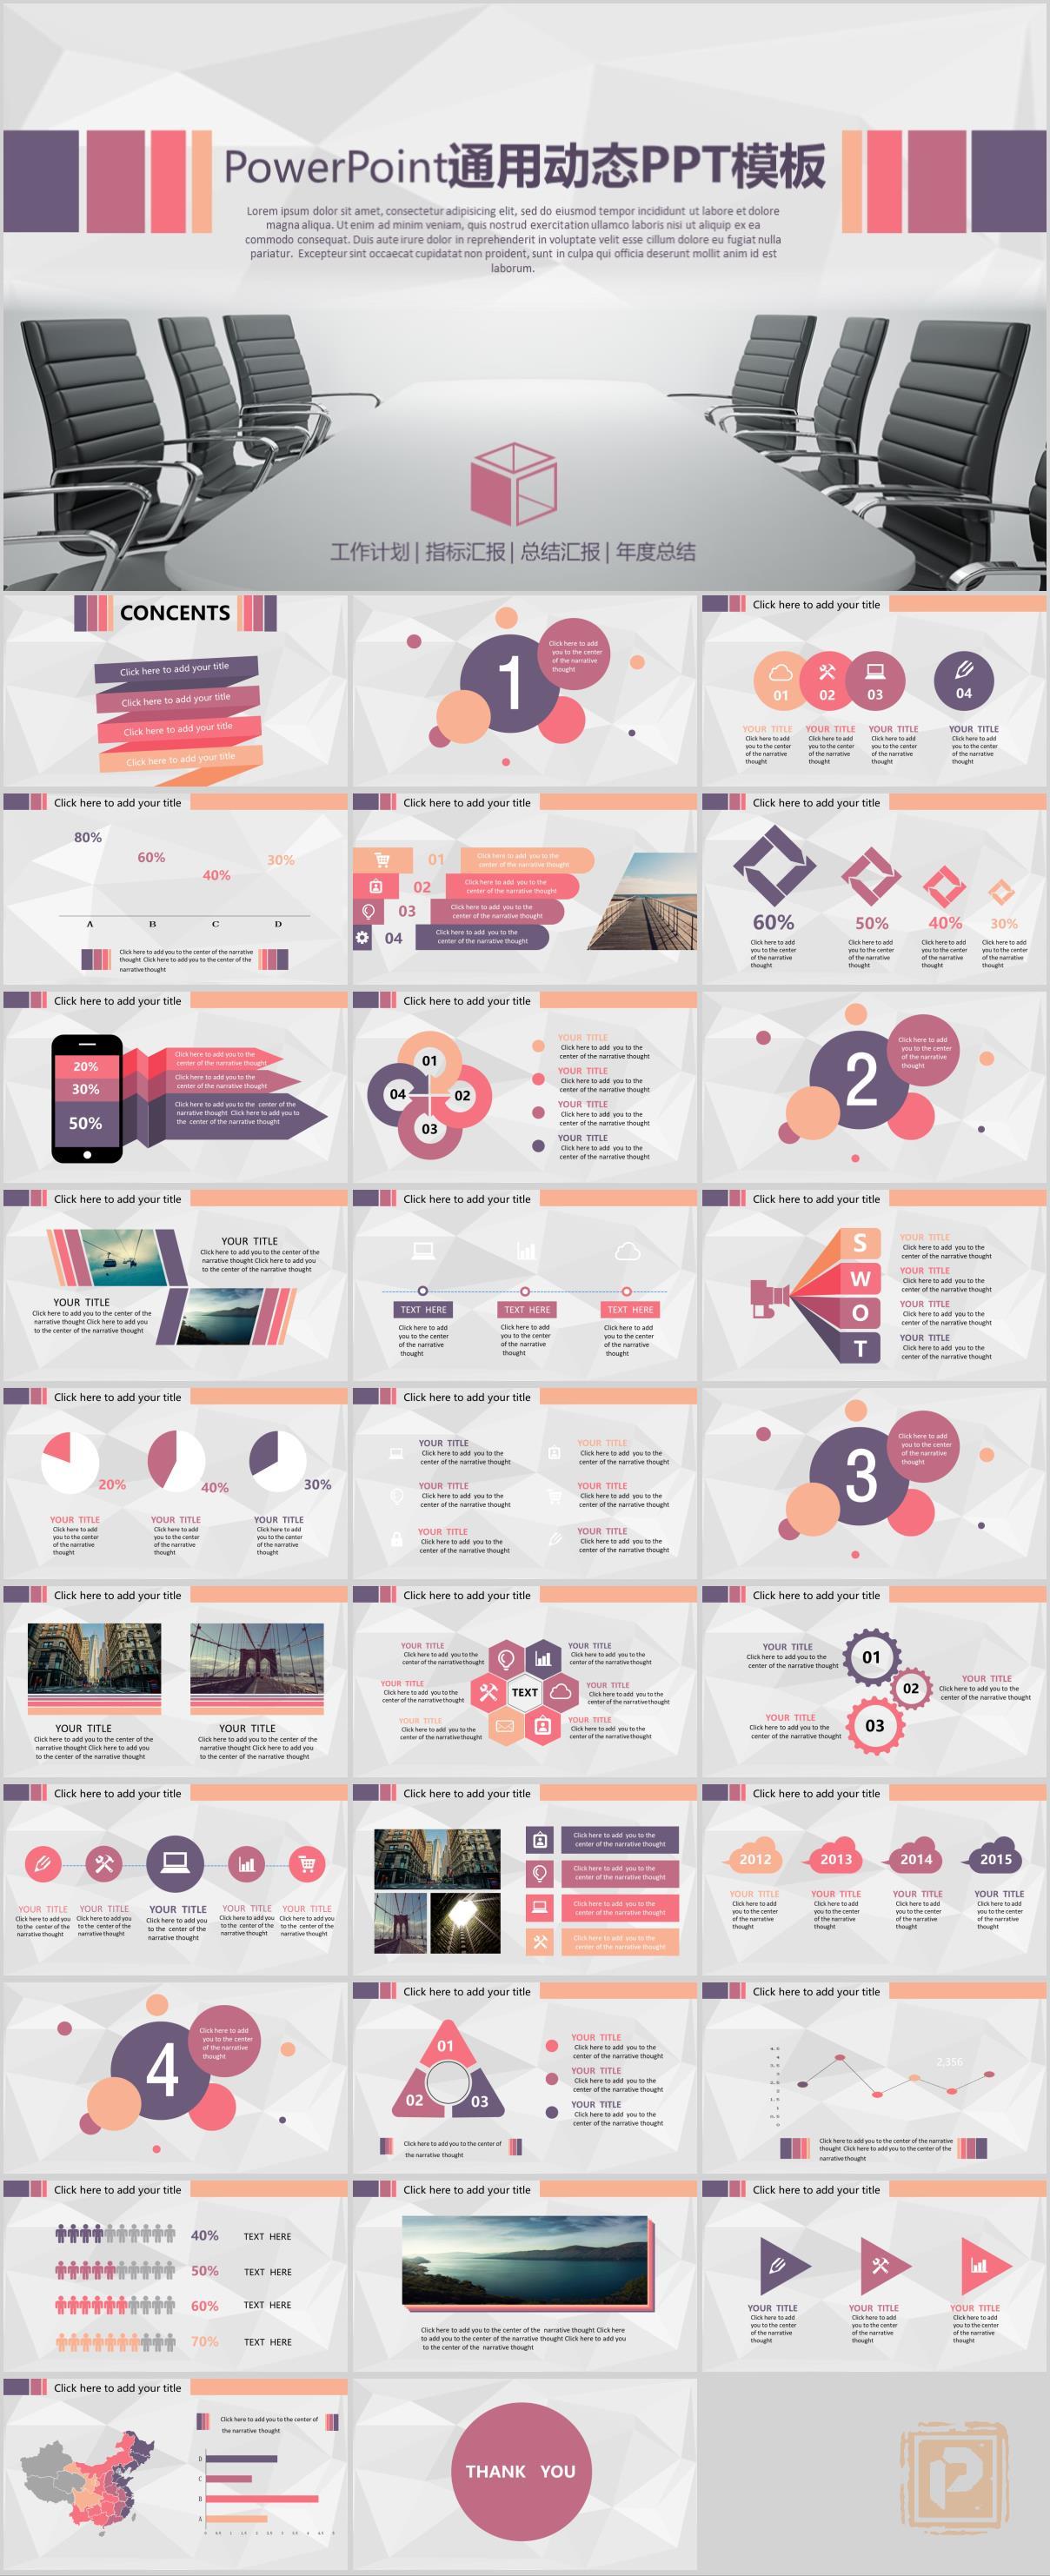 PowerPoint通用动态PPT模板
Lorem ipsum dolor sit amet, consectetur adipisicing elit, sed do eiusmod tempor incididunt ut labore et dolore
magna aliqua. Ut enim ad minim veniam, quis nostrud exercitation ullamco laboris nisi ut aliquip ex ea
commodo consequat. Duis aute irure dolor in reprehenderit in voluptate velit esse cillum dolore eu fugiat nulla
pariatur. Excepteur sint occaecat cupidatat non proident, sunt in culpa qui officia deserunt mollit anim id est
laborum.
工作计划 | 指标汇报 | 总结汇报 | 年度总结
CONCENTS
Click here to add your title
Click here to add your title
Click here to add your title
Click here to add your title
1
Click here to add
you to the center
of the narrative
thought
Click here to add your title
01 02 03 04
YOUR TITLE YOUR TITLE YOUR TITLE YOUR TITLE
Click here to add Click here to add Click here to add Click here to add
you to the center you to the center you to the center you to the center
of the narrative of the narrative of the narrative of the narrative
thought thought thought thought
Click here to add your title
80%
60%
40%
30%
A B C D
Click here to add you to the center of the narrative
thought Click here to add you to the center of the
narrative thought
Click here to add your title
01 Click here to add you to the
center of the narrative thought
02 Click here to add you to the
center of the narrative thought
03 Click here to add you to the
center of the narrative thought
04 Click here to add you to the
center of the narrative thought
Click here to add your title
60% 50% 40% 30%
Click here to add Click here to add Click here to add Click here to add
you to the center you to the center you to the center you to the center
of the narrative of the narrative of the narrative of the narrative
thought thought thought thought
Click here to add your title
20%
30%
50%
Click here to add you to the
center of the narrative thought
Click here to add you to the
center of the narrative thought
Click here to add you to the center of the
narrative thought Click here to add you to
the center of the narrative thought
Click here to add your title
01
02
03
04
YOUR TITLE
Click here to add you to the
center of the narrative thought
YOUR TITLE
Click here to add you to the
center of the narrative thought
YOUR TITLE
Click here to add you to the
center of the narrative thought
YOUR TITLE
Click here to add you to the
center of the narrative thought
2
Click here to add
you to the center
of the narrative
thought
Click here to add your title
YOUR TITLE
Click here to add you to the center of the
narrative thought Click here to add you
to the center of the narrative thought
YOUR TITLE
Click here to add you to the center of the
narrative thought Click here to add you
to the center of the narrative thought
Click here to add your title
TEXT HERE TEXT HERE TEXT HERE
Click here to add Click here to add Click here to add
you to the center you to the center you to the center
of the narrative of the narrative of the narrative
thought thought thought
Click here to add your title
S
W
O
T
YOUR TITLE
Click here to add you to the
center of the narrative thought
YOUR TITLE
Click here to add you to the
center of the narrative thought
YOUR TITLE
Click here to add you to the
center of the narrative thought
YOUR TITLE
Click here to add you to the
center of the narrative thought
Click here to add your title
20% 40% 30%
YOUR TITLE YOUR TITLE YOUR TITLE
Click here to add Click here to add Click here to add
you to the center you to the center you to the center
of the narrative of the narrative of the narrative
thought thought thought
Click here to add your title
YOUR TITLE YOUR TITLE
Click here to add you to the Click here to add you to the
center of the narrative thought center of the narrative thought
YOUR TITLE YOUR TITLE
Click here to add you to the Click here to add you to the
center of the narrative thought center of the narrative thought
YOUR TITLE YOUR TITLE
Click here to add you to the Click here to add you to the
center of the narrative thought center of the narrative thought
3
Click here to add
you to the center
of the narrative
thought
Click here to add your title
YOUR TITLE YOUR TITLE
Click here to add you to the center of the Click here to add you to the center of the
narrative thought Click here to add you narrative thought Click here to add you
to the center of the narrative thought to the center of the narrative thought
Click here to add your title
TEXT
YOUR TITLE YOUR TITLE
Click here to add you to the Click here to add you to the
center of the narrative thought center of the narrative thought
YOUR TITLE YOUR TITLE
Click here to add you to the Click here to add you to the
center of the narrative thought center of the narrative thought
YOUR TITLE YOUR TITLE
Click here to add you to the Click here to add you to the
center of the narrative thought center of the narrative thought
Click here to add your title
01
02
03
YOUR TITLE
Click here to add you to the
center of the narrative thought
YOUR TITLE
Click here to add you to the
center of the narrative thought
YOUR TITLE
Click here to add you to the
center of the narrative thought
Click here to add your title
YOUR TITLE YOUR TITLE YOUR TITLE YOUR TITLE YOUR TITLE
Click here to add you Click here to add you Click here to add you Click here to add you Click here to add you
to the center of the to the center of the to the center of the to the center of the to the center of the
narrative thought narrative thought narrative thought narrative thought narrative thought
Click here to add your title
Click here to add you to the
center of the narrative thought
Click here to add you to the
center of the narrative thought
Click here to add you to the
center of the narrative thought
Click here to add you to the
center of the narrative thought
Click here to add your title
2012 2013 2014 2015
YOUR TITLE YOUR TITLE YOUR TITLE YOUR TITLE
Click here to add Click here to add Click here to add Click here to add
you to the center you to the center you to the center you to the center
of the narrative of the narrative of the narrative of the narrative
thought thought thought thought
4
Click here to add
you to the center
of the narrative
thought
Click here to add your title
01
02 03
YOUR TITLE
Click here to add you to the
center of the narrative thought
YOUR TITLE
Click here to add you to the
center of the narrative thought
YOUR TITLE
Click here to add you to the
center of the narrative thought
Click here to add you to the center of
the narrative thought
Click here to add your title
4.5
4
3.5
3
2.5
2
1.5
1
0.5
0
2,356
Click here to add you to the center of the narrative
thought Click here to add you to the center of the
narrative thought
Click here to add your title
40% TEXT HERE
50% TEXT HERE
60% TEXT HERE
70% TEXT HERE
Click here to add your title
Click here to add you to the center of the narrative thought Click here
to add you to the center of the narrative thought Click here to add you
to the center of the narrative thought
Click here to add your title
YOUR TITLE YOUR TITLE YOUR TITLE
Click here to add Click here to add Click here to add
you to the center you to the center you to the center
of the narrative of the narrative of the narrative
thought thought thought
Click here to add your title
Click here to add you to the center of
the narrative thought
D
C
B
A
0 0.5 1 1.5 2 2.5 3 3.5 4 4.5 5
THANK YOU
P